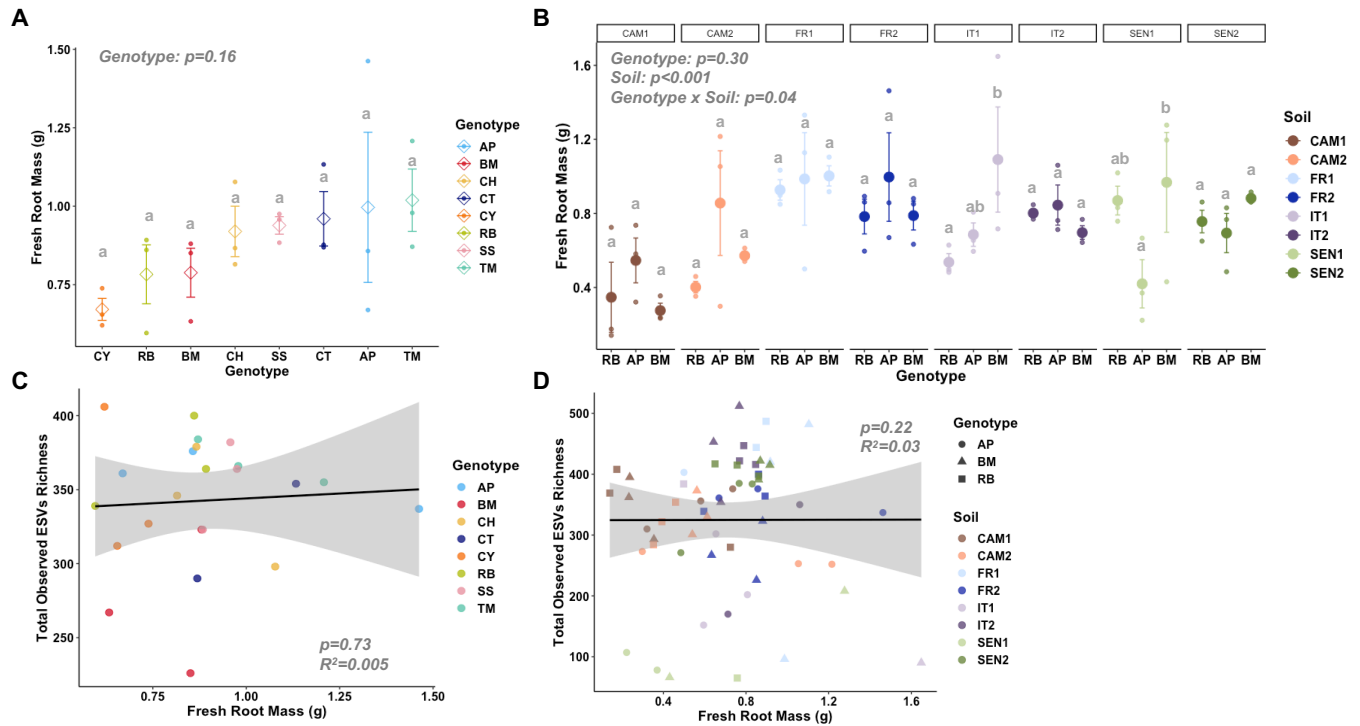 A
Genotype: p=0.16
Fresh Root Mass (g)
1.50
1.25
1.00
0.75
a a a a a a a a
CY RB BM CH SS CT AP TM
Genotype
Genotype
AP
BM
CH
CT
CY
RB
SS
TM
B
CAM1 CAM2 FR1 FR2 IT1 IT2 SEN1 SEN2
Genotype: p=0.30
Soil: p<0.001
Genotype x Soil: p=0.04
Fresh Root Mass (g)
1.6
1.2
0.8
0.4
a a a a a a a a a a a a a ab b a a a ab a b a a a
RB AP BM RB AP BM RB AP BM RB AP BM RB AP BM RB AP BM RB AP BM RB AP BM
Genotype
Soil
CAM1
CAM2
FR1
FR2
IT1
IT2
SEN1
SEN2
C
Total Observed ESVs Richness
400
350
300
250
p=0.73
R²=0.005
0.75 1.00 1.25 1.50
Fresh Root Mass (g)
Genotype
AP
BM
CH
CT
CY
RB
SS
TM
D
Total Observed ESVs Richness
500
400
300
200
100
p=0.22
R²=0.03
0.4 0.8 1.2 1.6
Fresh Root Mass (g)
Genotype
AP
BM
RB
Soil
CAM1
CAM2
FR1
FR2
IT1
IT2
SEN1
SEN2